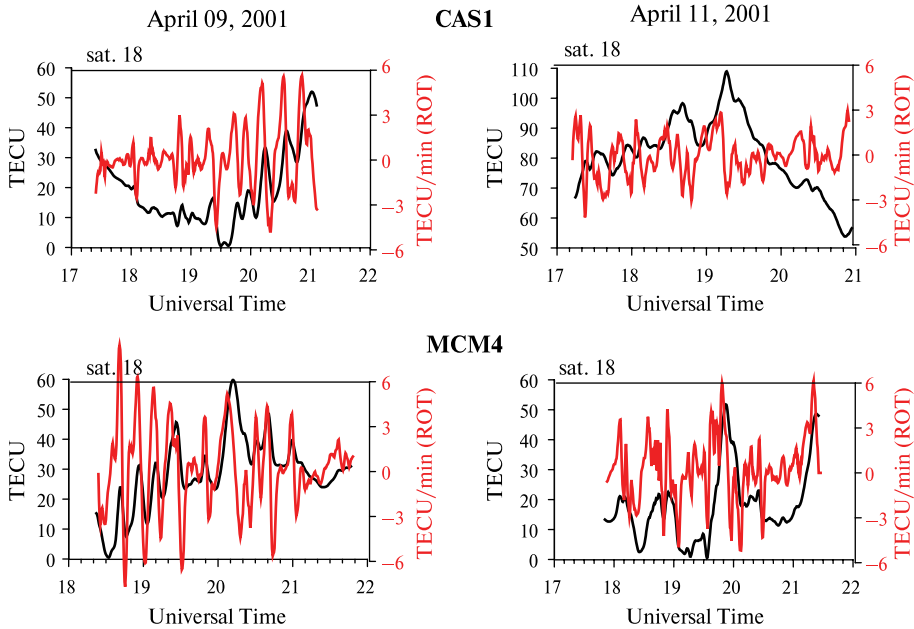 April 09, 2001
CAS1
April 11, 2001
sat. 18
60
50
40
30
20
10
0
TECU
6
3
0
−3
−6
TECU/min (ROT)
17 18 19 20 21 22
Universal Time
sat. 18
110
100
90
80
70
60
50
TECU
6
3
0
−3
−6
TECU/min (ROT)
17 18 19 20 21
Universal Time
MCM4
sat. 18
60
50
40
30
20
10
0
TECU
6
3
0
−3
−6
TECU/min (ROT)
18 19 20 21 22
Universal Time
sat. 18
60
50
40
30
20
10
0
TECU
6
3
0
−3
−6
TECU/min (ROT)
17 18 19 20 21 22
Universal Time